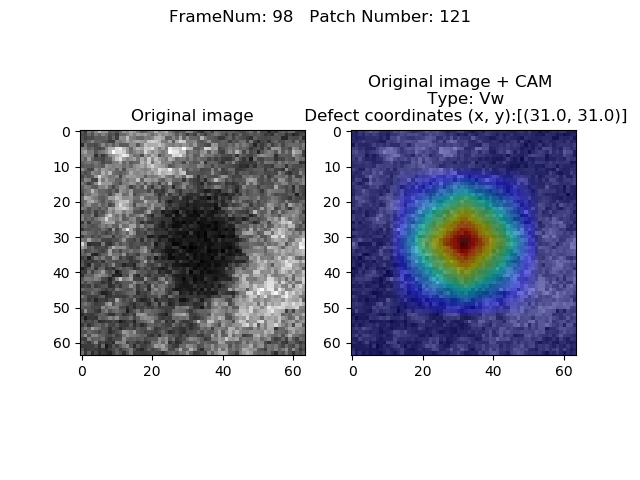 FrameNum: 98   Patch Number: 121
Original image
0
10
20
30
40
50
60
0 20 40 60
Original image + CAM
Type: Vw
Defect coordinates (x, y):[(31.0, 31.0)]
0
10
20
30
40
50
60
0 20 40 60